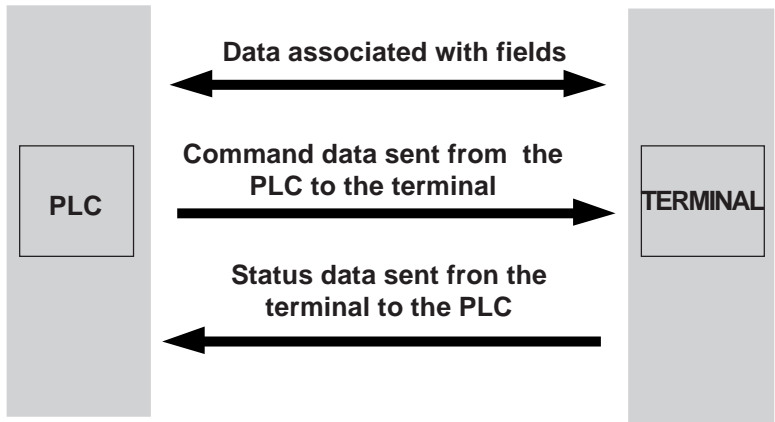 Data associated with fields
Command data sent from the
PLC to the terminal
PLC
TERMINAL
Status data sent fron the
terminal to the PLC